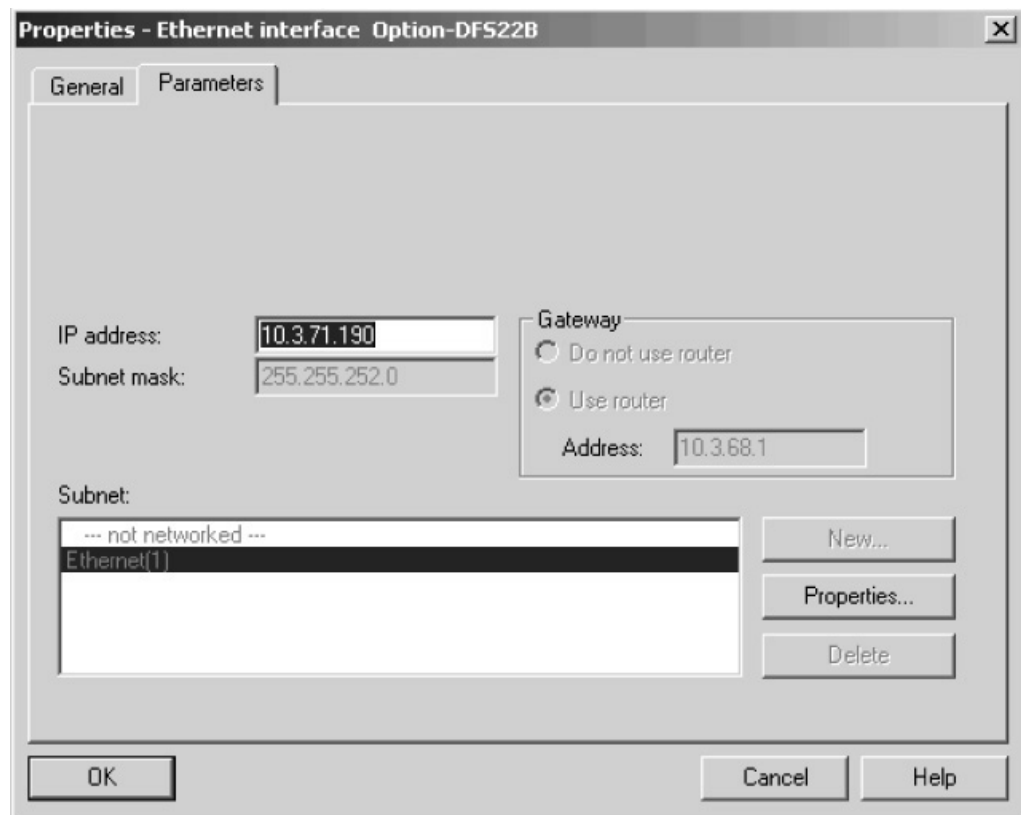 Properties - Ethernet interface Option-DFS22B
General Parameters
IP address: 10.3.71.190
Subnet mask: 255.255.252.0
Gateway
Do not use router
Use router
Address: 10.3.68.1
Subnet:
--- not networked ---
Ethernet(1)
New...
Properties...
Delete
OK Cancel Help